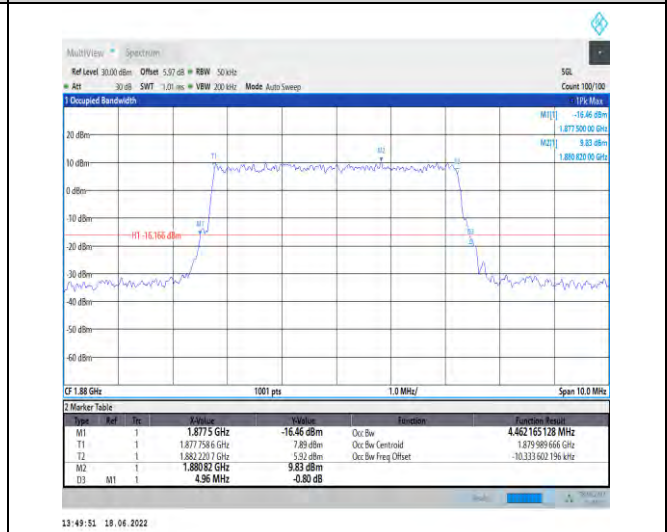 MultiView Spectrum
Ref Level 30.00 dBm Offset 5.97 dB RBW 50 kHz SGL
Att 30 dB SWT 1.01 ms VBW 200 kHz Mode Auto Sweep Count 100/100
1 Occupied Bandwidth 1Pk Max
M1[1] -16.46 dBm
1.877 500 00 GHz
M2[1] 9.83 dBm
1.880 820 00 GHz
20 dBm
M2
T1
10 dBm
0 dBm
-10 dBm
M1
H1 -16.166 dBm
-20 dBm
-30 dBm
-40 dBm
-50 dBm
-60 dBm
CF 1.88 GHz 1001 pts 1.0 MHz/ Span 10.0 MHz
2 Marker Table
Type Ref Trc X-Value Y-Value Function Function Result
M1 1 1.8775 GHz -16.46 dBm Occ Bw 4.462 165 128 MHz
T1 1 1.877 758 6 GHz 7.89 dBm Occ Bw Centroid 1.879 989 666 GHz
T2 1 1.882 220 7 GHz 5.92 dBm Occ Bw Freq Offset -10.333 602 196 kHz
M2 1 1.88082 GHz 9.83 dBm
D3 M1 1 4.96 MHz -0.80 dB
13:49:51 18.06.2022